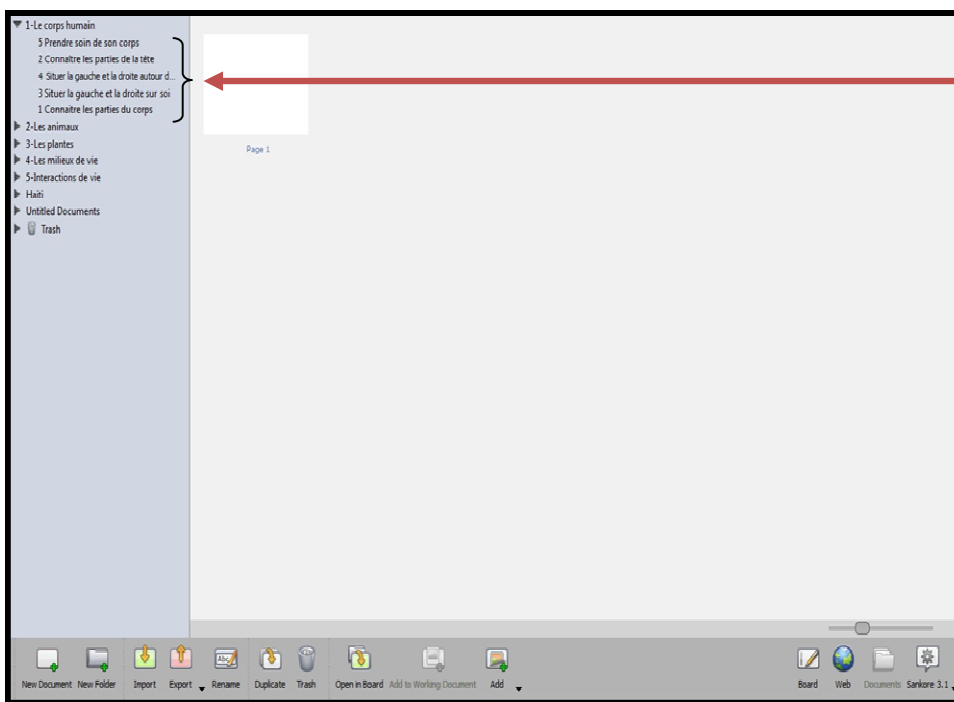 1-Le corps humain
5 Prendre soin de son corps
2 Connaître les parties de la tête
4 Situer la gauche et la droite autour d...
3 Situer la gauche et la droite sur soi
1 Connaitre les parties du corps
2-Les animaux
3-Les plantes
4-Les milieux de vie
5-Interactions de vie
Haiti
Untitled Documents
Trash
Page 1
New Document New Folder Import Export Rename Duplicate Trash Open in Board Add to Working Document Add Board Web Documents Sankore 3.1